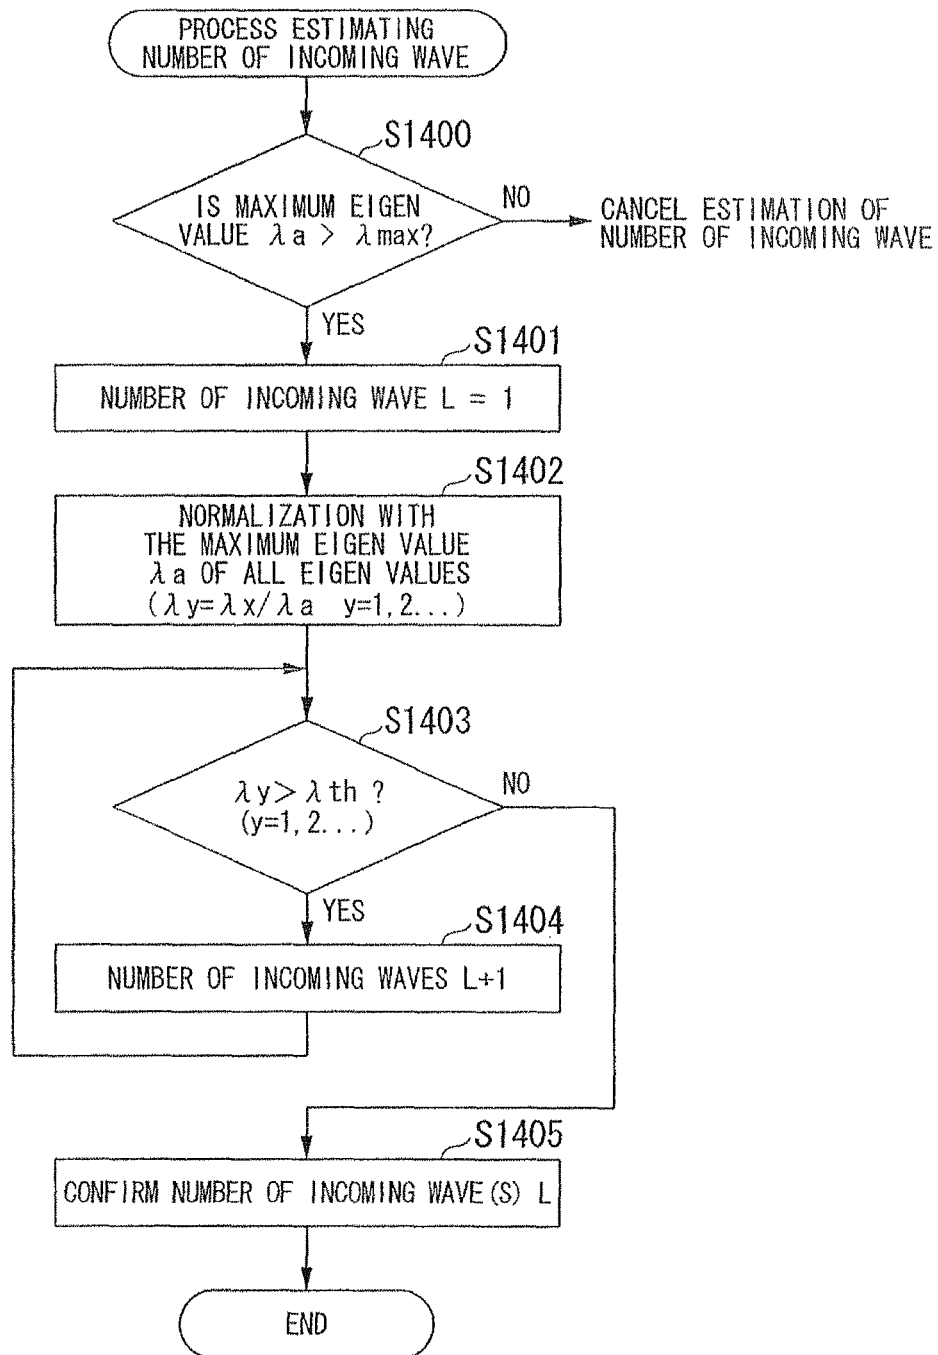 PROCESS ESTIMATING
NUMBER OF INCOMING WAVE
S1400
IS MAXIMUM EIGEN
VALUE λa > λmax?
NO
CANCEL ESTIMATION OF
NUMBER OF INCOMING WAVE
YES
S1401
NUMBER OF INCOMING WAVE L = 1
S1402
NORMALIZATION WITH
THE MAXIMUM EIGEN VALUE
λa OF ALL EIGEN VALUES
(λy=λx/λa y=1,2...)
S1403
λy> λth ?
(y=1,2...)
NO
YES
S1404
NUMBER OF INCOMING WAVES L+1
S1405
CONFIRM NUMBER OF INCOMING WAVE(S) L
END